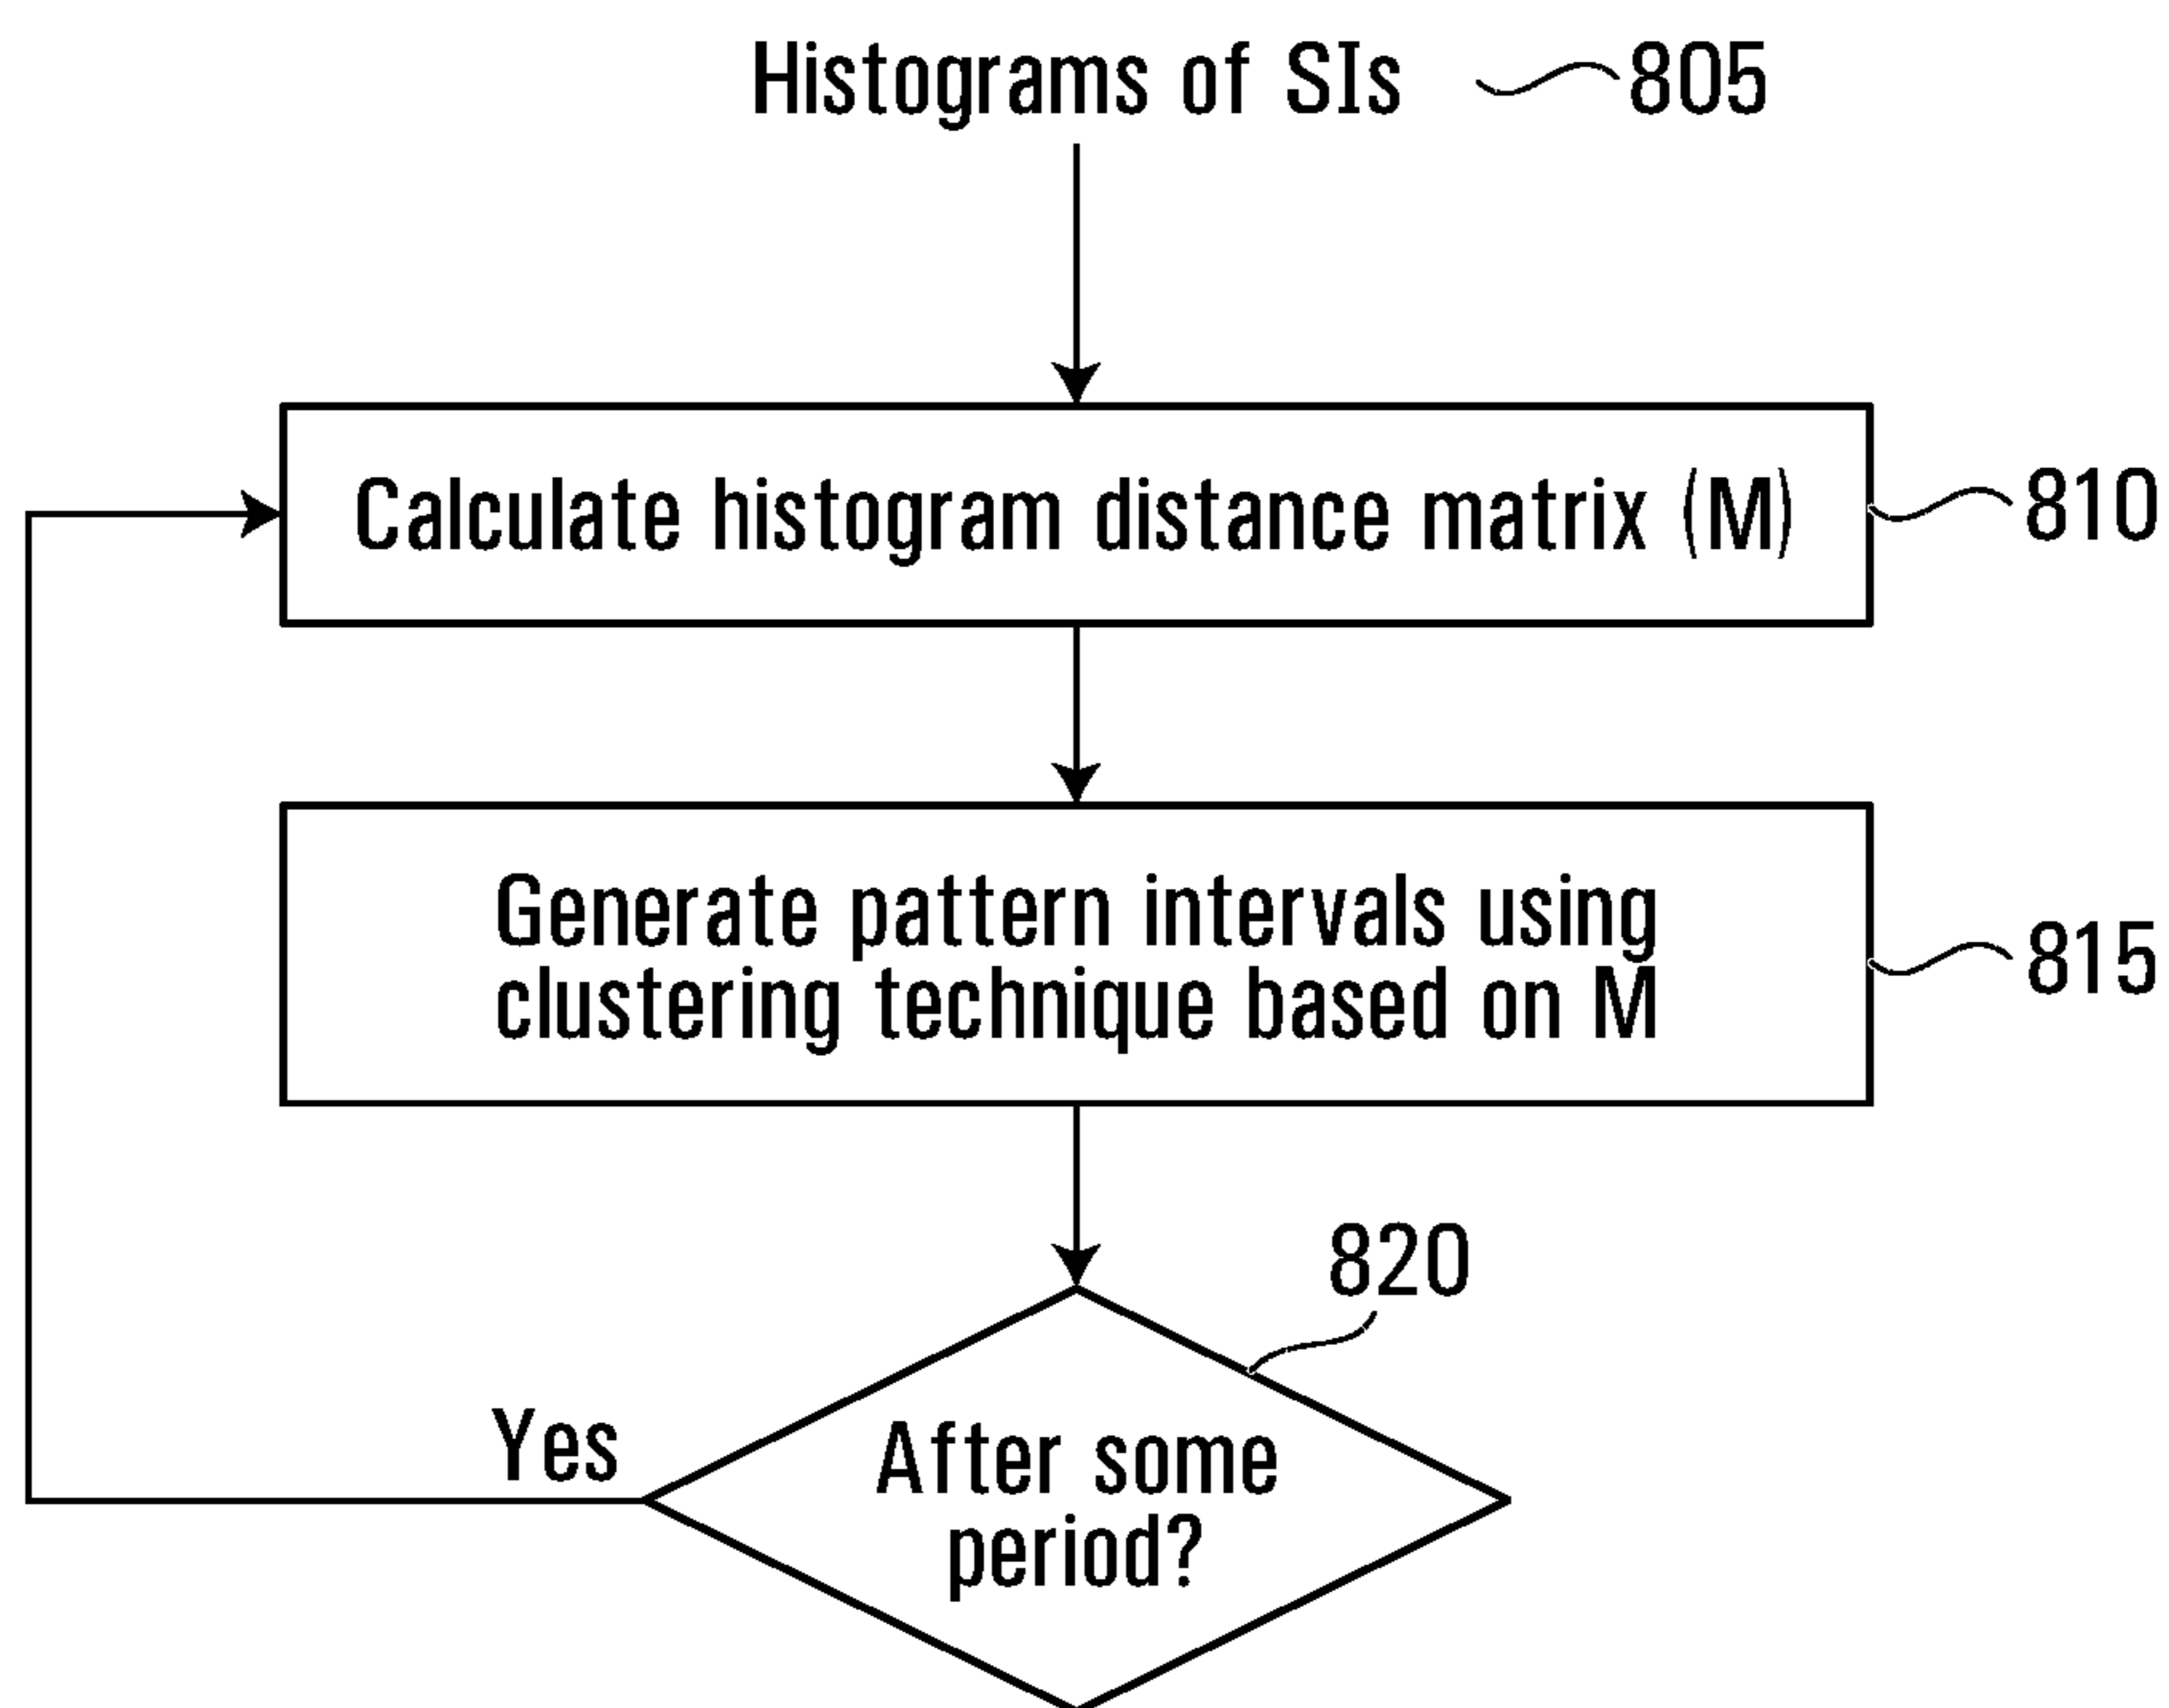 Histograms of SIs 805
Calculate histogram distance matrix (M) 810
Generate pattern intervals using
clustering technique based on M
815
820
Yes
After some
period?